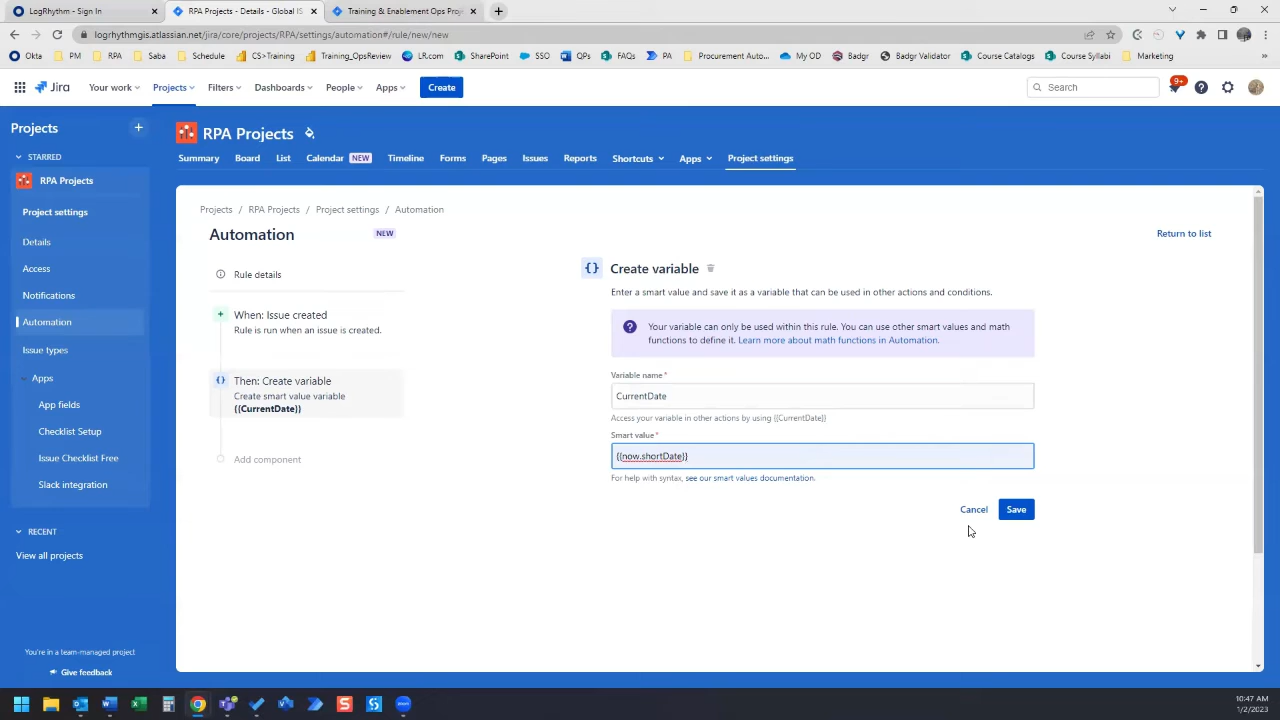 LogRhythm - Sign In
RPA Projects - Details - Global IS
Training & Enablement Ops Proj
logrhythmgis.atlassian.net/jira/core/projects/RPA/settings/automation#/rule/new/new
Okta PM RPA Saba Schedule CS>Training Training_OpsReview LR.com SharePoint SSO QPs FAQs PA Procurement Auto... My OD Badgr Badgr Validator Course Catalogs Course Syllabi Marketing »
Jira Your work Projects Filters Dashboards People Apps Create Search 9+
Projects
STARRED
RPA Projects
Project settings
Details
Access
Notifications
Automation
Issue types
Apps
App fields
Checklist Setup
Issue Checklist Free
Slack integration
RECENT
View all projects
You're in a team-managed project
Give feedback
RPA Projects
Summary Board List Calendar NEW Timeline Forms Pages Issues Reports Shortcuts Apps Project settings
Projects / RPA Projects / Project settings / Automation
Automation NEW
Return to list
Rule details
When: Issue created
Rule is run when an issue is created.
Then: Create variable
Create smart value variable
{{CurrentDate}}
Add component
{} Create variable
Enter a smart value and save it as a variable that can be used in other actions and conditions.
Your variable can only be used within this rule. You can use other smart values and math
functions to define it. Learn more about math functions in Automation.
Variable name*
CurrentDate
Access your variable in other actions by using {{CurrentDate}}
Smart value*
{{now.shortDate}}
For help with syntax, see our smart values documentation.
Cancel Save
10:47 AM
1/2/2023